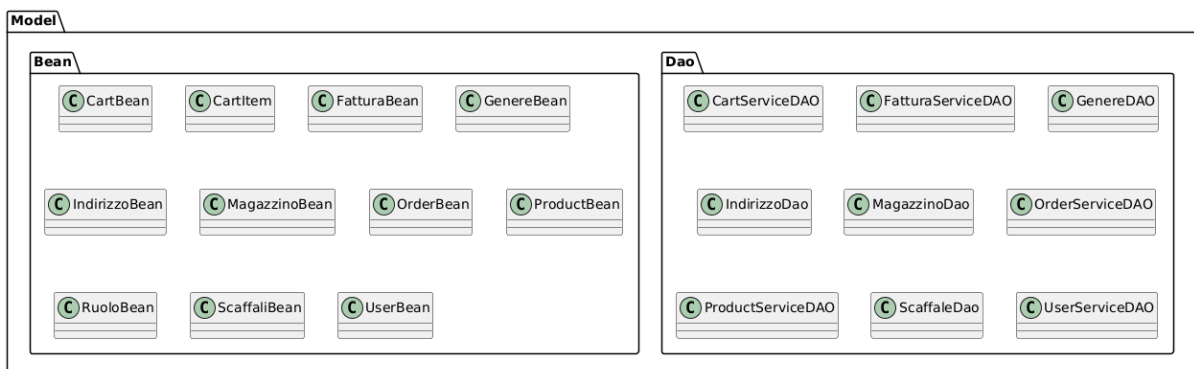 Model
Bean
C CartBean
C CartItem
C FatturaBean
C GenereBean
C IndirizzoBean
C MagazzinoBean
C OrderBean
C ProductBean
C RuoloBean
C ScaffaliBean
C UserBean
Dao
C CartServiceDAO
C FatturaServiceDAO
C GenereDAO
C IndirizzoDao
C MagazzinoDao
C OrderServiceDAO
C ProductServiceDAO
C ScaffaleDao
C UserServiceDAO